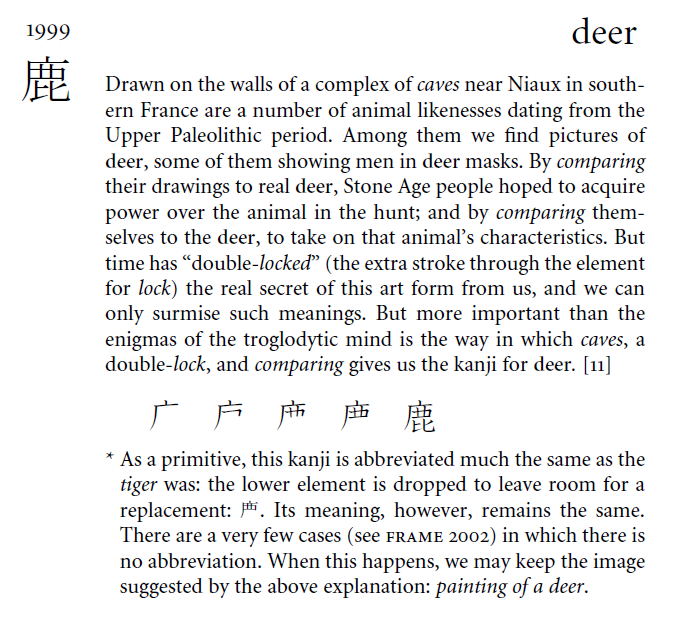 1999
deer
鹿
Drawn on the walls of a complex of caves near Niaux in south-
ern France are a number of animal likenesses dating from the
Upper Paleolithic period. Among them we find pictures of
deer, some of them showing men in deer masks. By comparing
their drawings to real deer, Stone Age people hoped to acquire
power over the animal in the hunt; and by comparing them-
selves to the deer, to take on that animal’s characteristics. But
time has “double-locked” (the extra stroke through the element
for lock) the real secret of this art form from us, and we can
only surmise such meanings. But more important than the
enigmas of the troglodytic mind is the way in which caves, a
double-lock, and comparing gives us the kanji for deer. [11]
广 鹿
* As a primitive, this kanji is abbreviated much the same as the
tiger was: the lower element is dropped to leave room for a
replacement: . Its meaning, however, remains the same.
There are a very few cases (see FRAME 2002) in which there is
no abbreviation. When this happens, we may keep the image
suggested by the above explanation: painting of a deer.